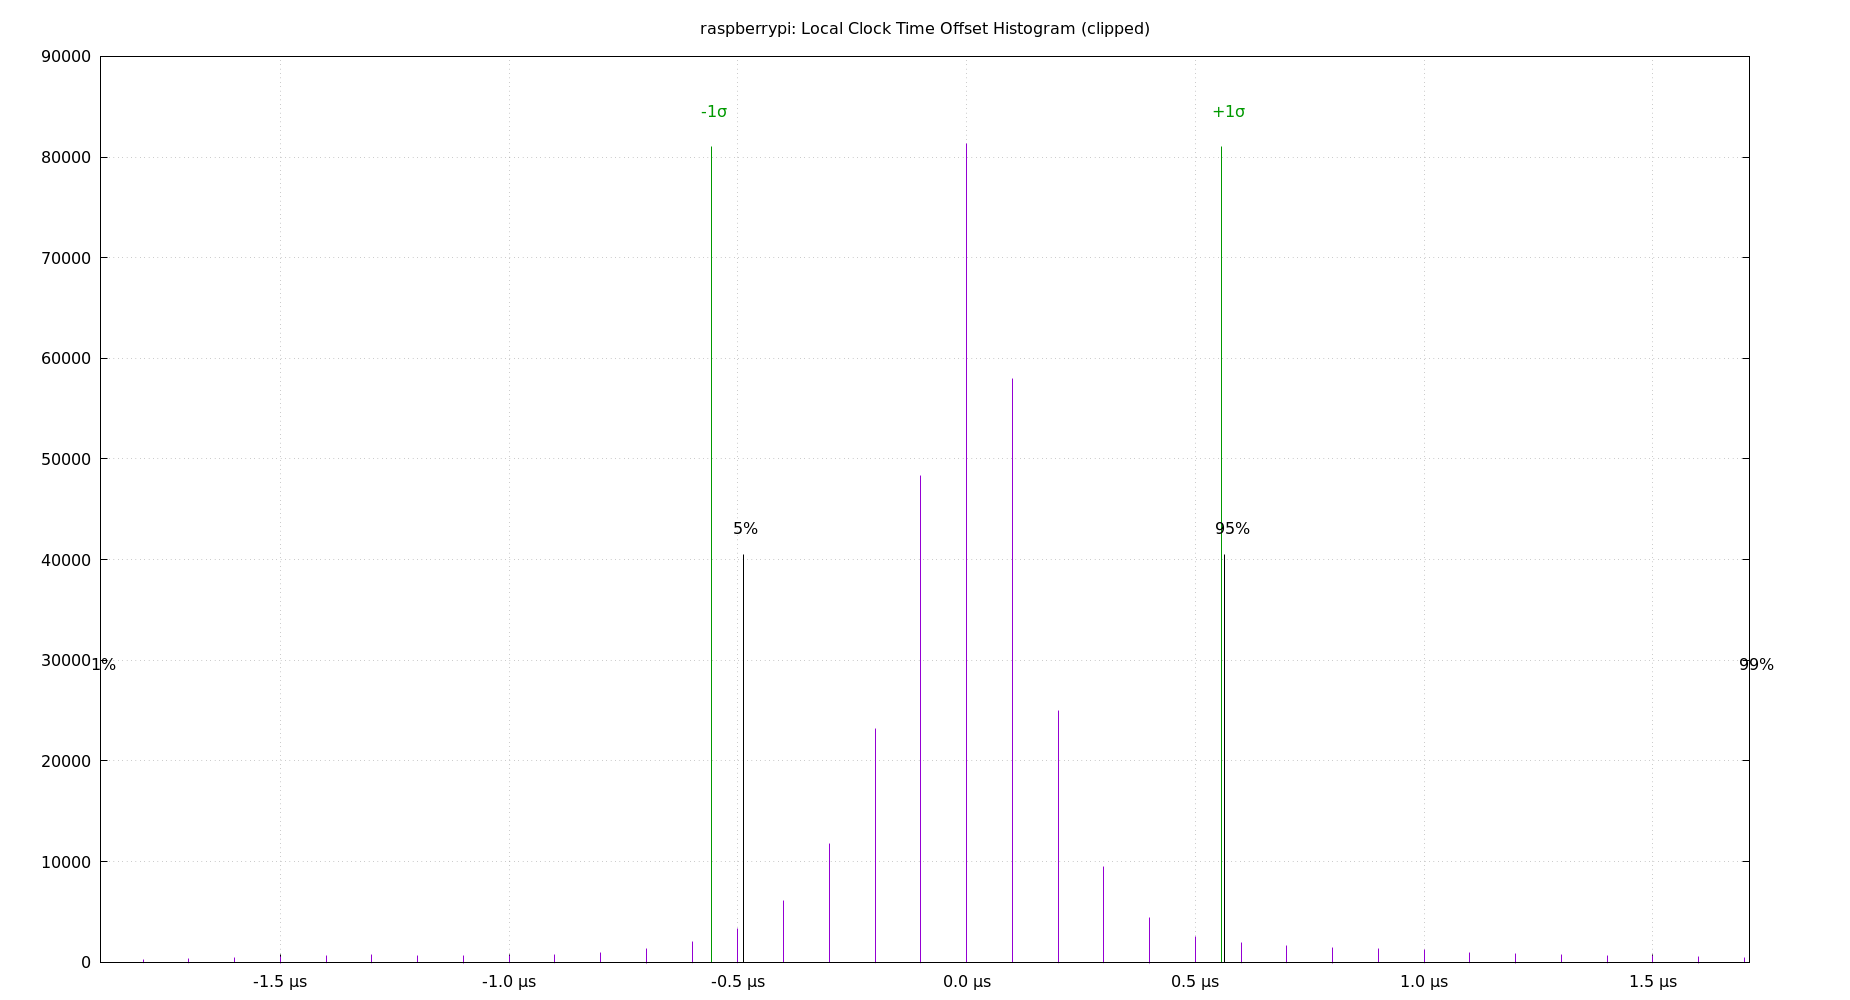 raspberrypi: Local Clock Time Offset Histogram (clipped)
90000
-1σ +1σ
80000
70000
60000
50000
5% 95%
40000
30000 1% 99%
20000
10000
0
-1.5 µs -1.0 µs -0.5 µs 0.0 µs 0.5 µs 1.0 µs 1.5 µs